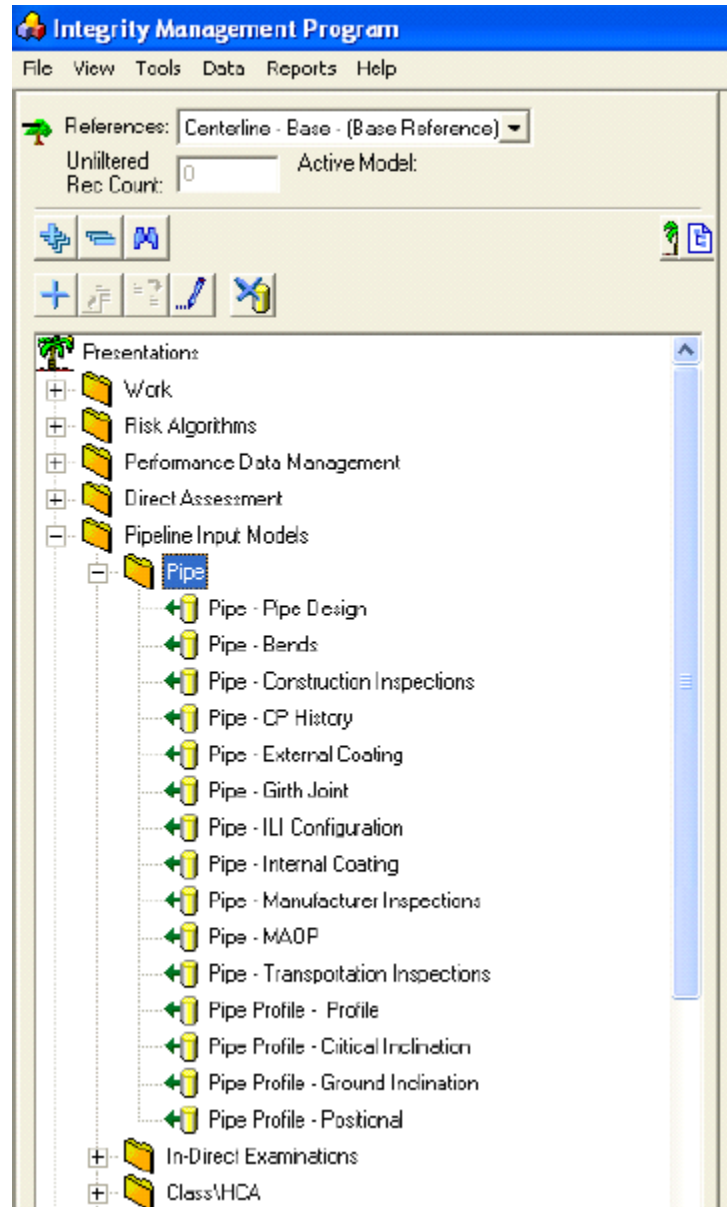 Integrity Management Program
File View Tools Data Reports Help
References: Centerline - Base - (Base Reference)
Unfiltered
Rec Count: 0 Active Model:
Presentations
Work
Risk Algorithms
Performance Data Management
Direct Assessment
Pipeline Input Models
Pipe
Pipe - Pipe Design
Pipe - Bends
Pipe - Construction Inspections
Pipe - CP History
Pipe - External Coating
Pipe - Girth Joint
Pipe - ILI Configuration
Pipe - Internal Coating
Pipe - Manufacturer Inspections
Pipe - MAOP
Pipe - Transportation Inspections
Pipe Profile - Profile
Pipe Profile - Critical Inclination
Pipe Profile - Ground Inclination
Pipe Profile - Positional
In-Direct Examinations
Class\HCA